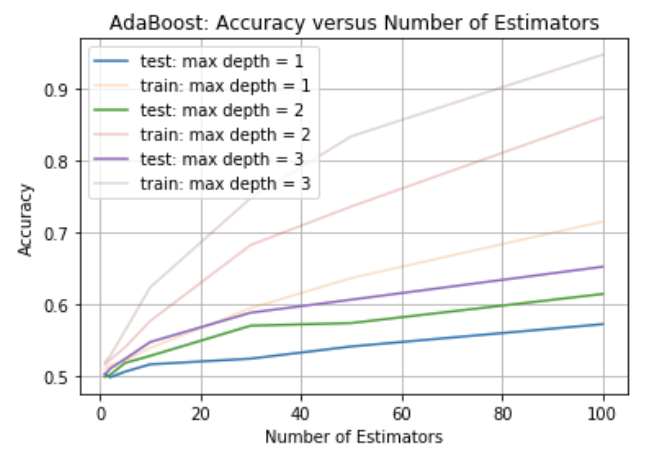 AdaBoost: Accuracy versus Number of Estimators
test: max depth = 1
train: max depth = 1
test: max depth = 2
train: max depth = 2
test: max depth = 3
train: max depth = 3
Accuracy
0.9
0.8
0.7
0.6
0.5
0 20 40 60 80 100
Number of Estimators